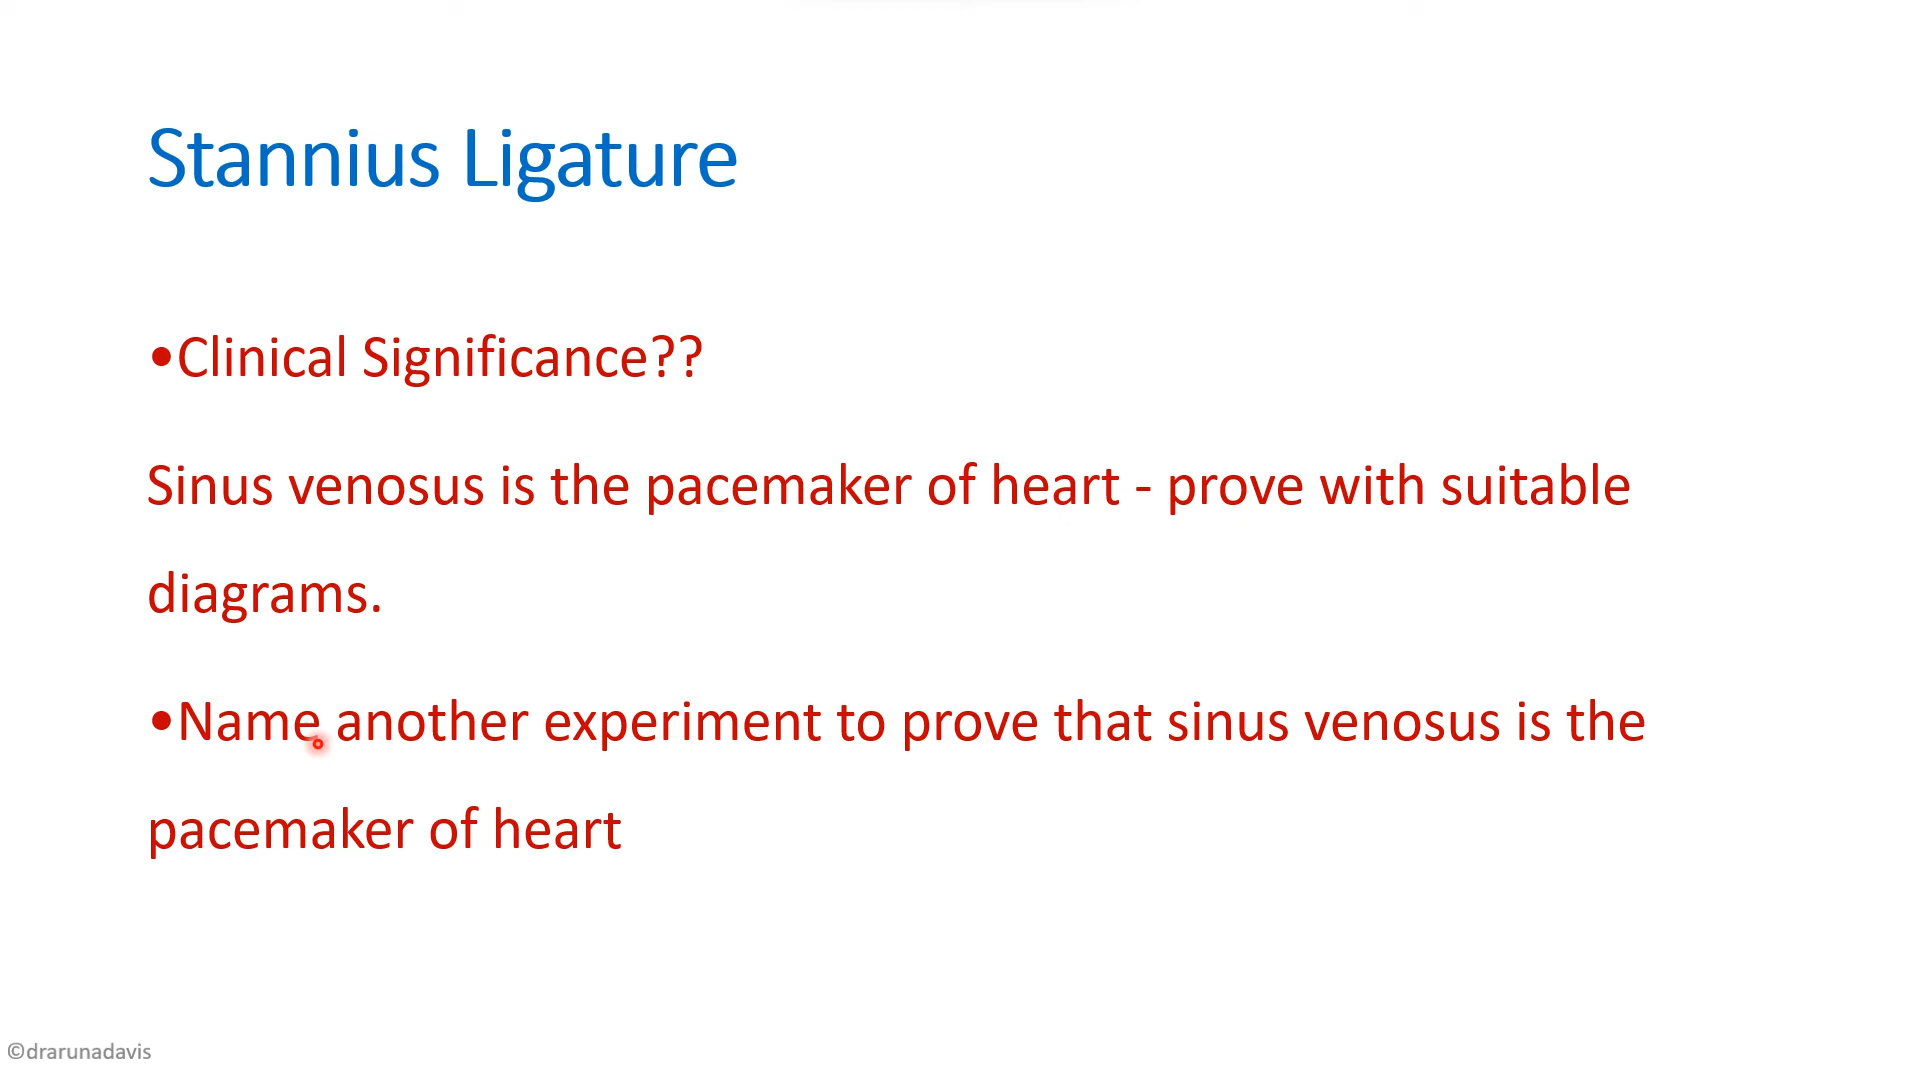 Stannius Ligature
•Clinical Significance??
Sinus venosus is the pacemaker of heart - prove with suitable
diagrams.
•Name another experiment to prove that sinus venosus is the
pacemaker of heart
©drarunadavis